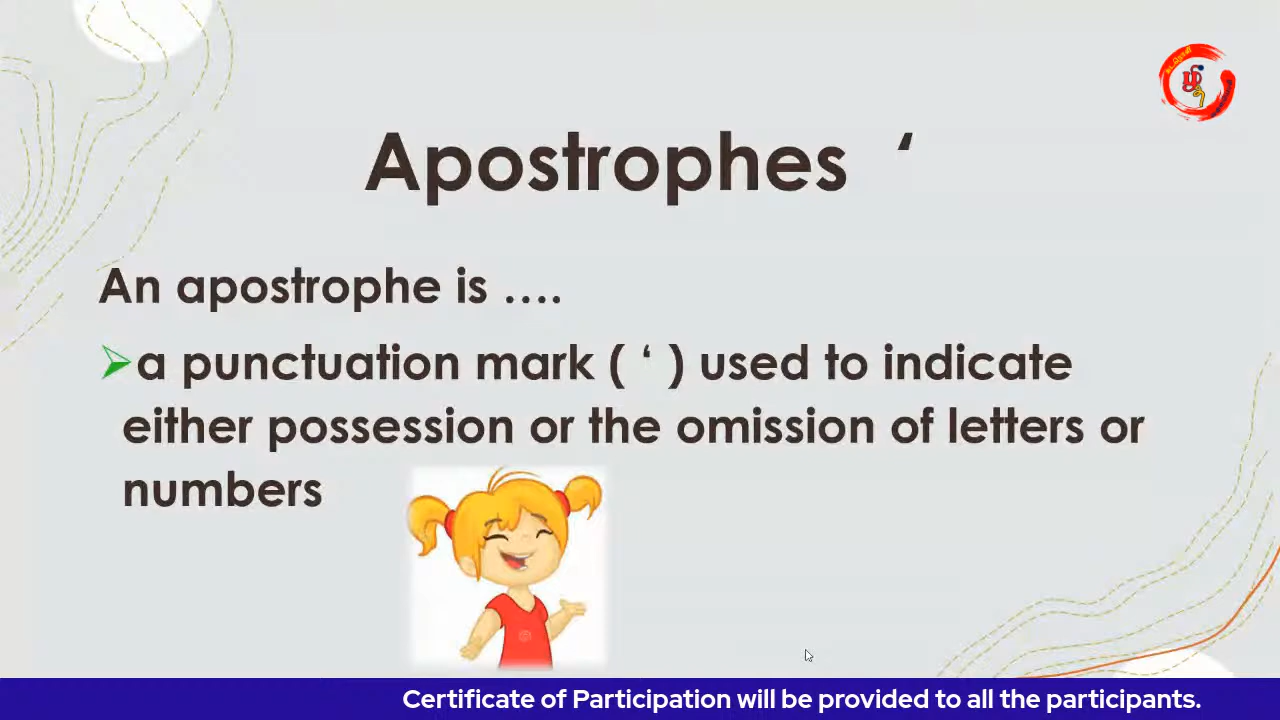 Apostrophes ‘
An apostrophe is ….
a punctuation mark ( ‘ ) used to indicate
either possession or the omission of letters or
numbers
Certificate of Participation will be provided to all the participants.